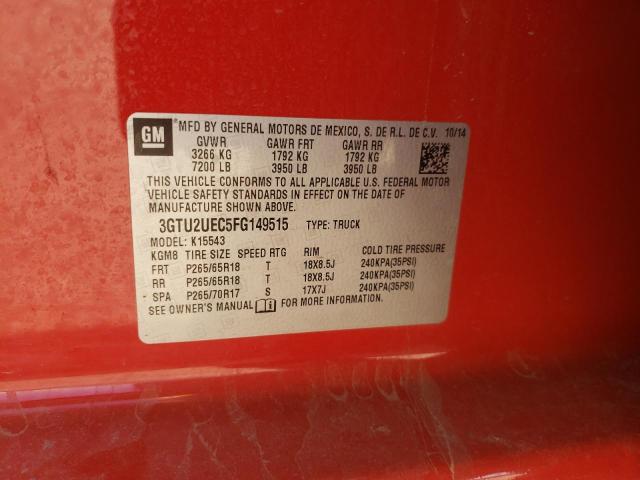 GM ® MFD BY GENERAL MOTORS DE MEXICO, S. DE R.L. DE C.V. 10/14
GVWR GAWR FRT GAWR RR
3266 KG 1792 KG 1792 KG
7200 LB 3950 LB 3950 LB
THIS VEHICLE CONFORMS TO ALL APPLICABLE U.S. FEDERAL MOTOR
VEHICLE SAFETY STANDARDS IN EFFECT ON THE DATE OF
MANUFACTURE SHOWN ABOVE.
3GTU2UEC5FG149515 TYPE: TRUCK
MODEL: K15543
KGM8 TIRE SIZE SPEED RTG RIM COLD TIRE PRESSURE
FRT P265/65R18 T 18X8.5J 240KPA(35PSI)
RR P265/65R18 T 18X8.5J 240KPA(35PSI)
SPA P265/70R17 S 17X7J 240KPA(35PSI)
SEE OWNER'S MANUAL FOR MORE INFORMATION.